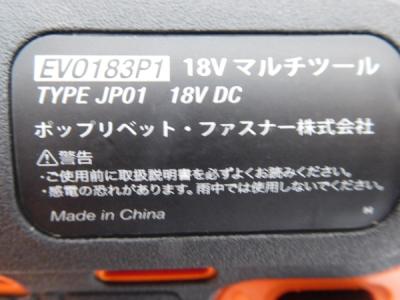 EVO183P1 18V マルチツール
TYPE JP01 18V DC
ポップリベット・ファスナー株式会社
⚠警告
・ご使用前に取扱説明書を必ずよくお読みください。
・感電の恐れがあります。雨中では使用しないでください。
Made in China